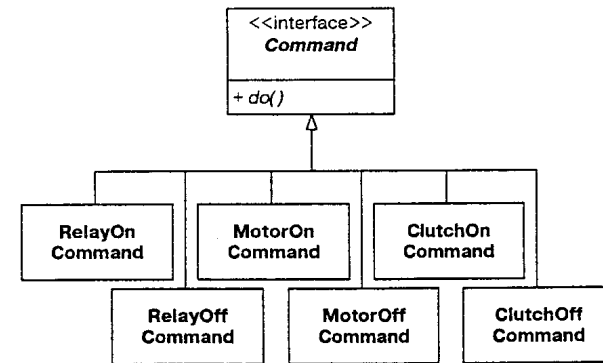 <<interface>>
Command
+ do()
RelayOn
Command
MotorOn
Command
ClutchOn
Command
RelayOff
Command
MotorOff
Command
ClutchOff
Command